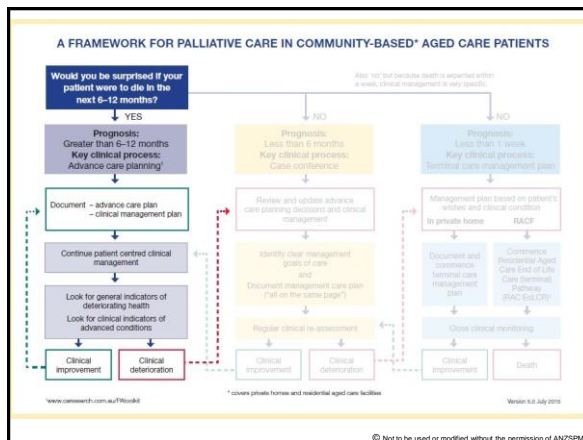 A FRAMEWORK FOR PALLIATIVE CARE IN COMMUNITY-BASED* AGED CARE PATIENTS
Would you be surprised if your
patient were to die in the
next 6–12 months?
Also 'no' but because death is expected within
a week, clinical management is very specific.
YES
NO
NO
Prognosis:
Greater than 6–12 months
Key clinical process:
Advance care planning¹
Prognosis:
Less than 6 months
Key clinical process:
Case conference
Prognosis:
Less than 1 week
Key clinical process:
Terminal care management plan
Document – advance care plan
– clinical management plan
Continue patient centred clinical
management
Look for general indicators of
deteriorating health
Look for clinical indicators of
advanced conditions
Clinical
improvement
Clinical
deterioration
Review and update advance
care planning decisions and clinical
management
Identify clear management
goals of care
and
Document management care plan
("all on the same page")
Regular clinical re-assessment
Clinical
improvement
Clinical
deterioration
Management plan based on patient's
wishes and clinical condition
In private home
RACF
Document and
commence
terminal care
management
plan
Commence
Residential Aged
Care End of Life
Care (terminal)
Pathway
(RAC EoLCP)¹
Close clinical monitoring
Clinical
improvement
Death
¹www.caresearch.com.au/PAtoolkit
* covers private homes and residential aged care facilities
Version 5.0 July 2015
© Not to be used or modified without the permission of ANZSPM